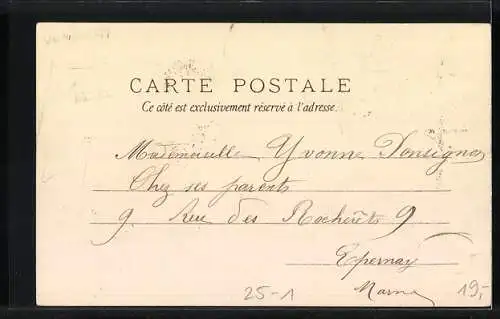 CARTE POSTALE
Ce côté est exclusivement réservé à l'adresse.
Mademoiselle Yvonne
Chez ses parents
9. Rue des Rocherêts 9
Epernay
Marne
25-1
19,-